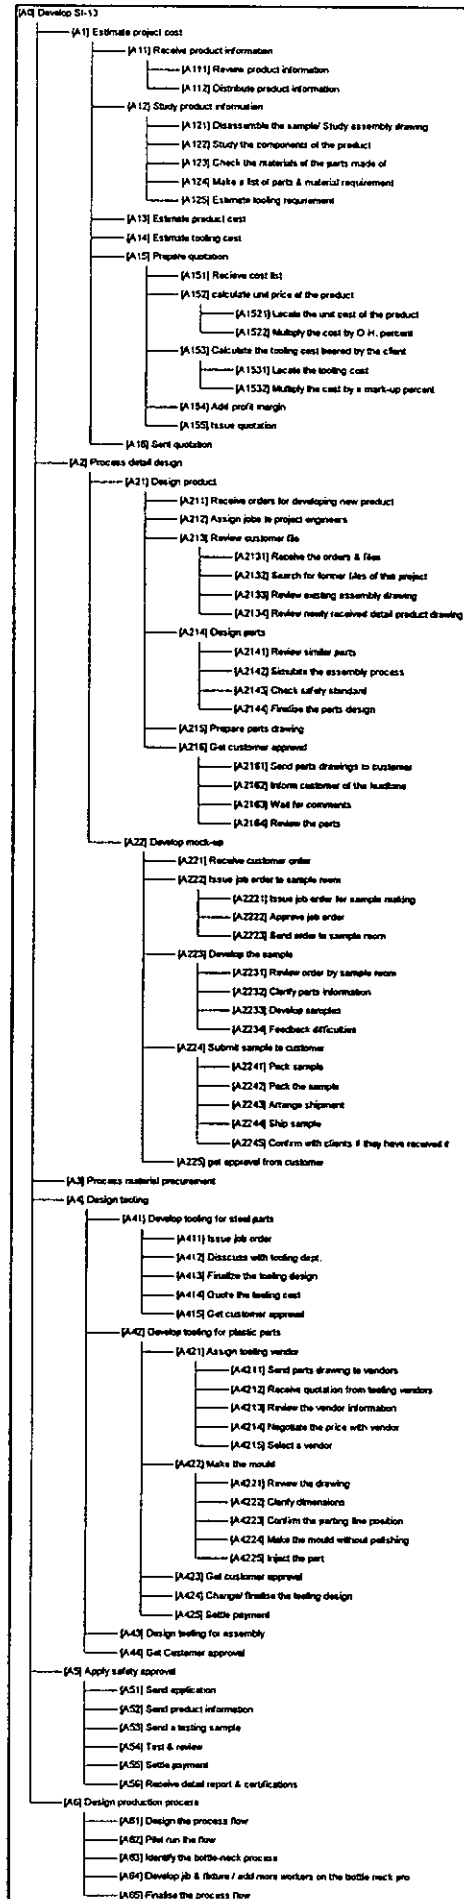 [A0] Develop SI-13
[A1] Estimate project cost
[A11] Receive product information
[A111] Review product information
[A112] Distribute product information
[A12] Study product information
[A121] Disassemble the sample/ Study assembly drawing
[A122] Study the components of the product
[A123] Check the materials of the parts made of
[A124] Make a list of parts & material requirement
[A125] Estimate tooling requirement
[A13] Estimate product cost
[A14] Estimate tooling cost
[A15] Prepare quotation
[A151] Recieve cost list
[A152] calculate unit price of the product
[A1521] Locate the unit cost of the product
[A1522] Multiply the cost by O.H. percent
[A153] Calculate the tooling cost beared by the client
[A1531] Locate the tooling cost
[A1532] Multiply the cost by a mark-up percent
[A154] Add profit margin
[A155] Issue quotation
[A16] Sent quotation
[A2] Process detail design
[A21] Design product
[A211] Receive orders for developing new product
[A212] Assign jobs to project engineers
[A213] Review customer file
[A2131] Receive the orders & files
[A2132] Search for former files of this project
[A2133] Review existing assembly drawing
[A2134] Review newly received detail product drawing
[A214] Design parts
[A2141] Review similar parts
[A2142] Simulate the assembly process
[A2143] Check safety standard
[A2144] Finalise the parts design
[A215] Prepare parts drawing
[A216] Get customer approval
[A2161] Send parts drawings to customer
[A2162] Inform customer of the leadtime
[A2163] Wait for comments
[A2164] Review the parts
[A22] Develop mock-up
[A221] Receive customer order
[A222] Issue job order to sample room
[A2221] Issue job order for sample making
[A2222] Approve job order
[A2223] Send order to sample room
[A223] Develop the sample
[A2231] Review order by sample room
[A2232] Clarify parts information
[A2233] Develop samples
[A2234] Feedback difficulties
[A224] Submit sample to customer
[A2241] Pack sample
[A2242] Pack the sample
[A2243] Arrange shipment
[A2244] Ship sample
[A2245] Confirm with clients if they have received it
[A225] get approval from customer
[A3] Process material procurement
[A4] Design tooling
[A41] Develop tooling for steel parts
[A411] Issue job order
[A412] Disscuss with tooling dept.
[A413] Finalize the tooling design
[A414] Quote the tooling cost
[A415] Get customer approval
[A42] Develop tooling for plastic parts
[A421] Assign tooling vendor
[A4211] Send parts drawing to vendors
[A4212] Receive quotation from tooling vendors
[A4213] Review the vendor information
[A4214] Negotiate the price with vendor
[A4215] Select a vendor
[A422] Make the mould
[A4221] Review the drawing
[A4222] Clarify dimensions
[A4223] Confirm the parting line position
[A4224] Make the mould without polishing
[A4225] Inject the part
[A423] Get customer approval
[A424] Change/ finalise the tooling design
[A425] Settle payment
[A43] Design tooling for assembly
[A44] Get Customer approval
[A5] Apply safety approval
[A51] Send application
[A52] Send product information
[A53] Send a testing sample
[A54] Test & review
[A55] Settle payment
[A56] Receive detail report & certifications
[A6] Design production process
[A61] Design the process flow
[A62] Pilot run the flow
[A63] Identify the bottle-neck process
[A64] Develop jib & fixture / add more workers on the bottle neck pro
[A65] Finalise the process flow